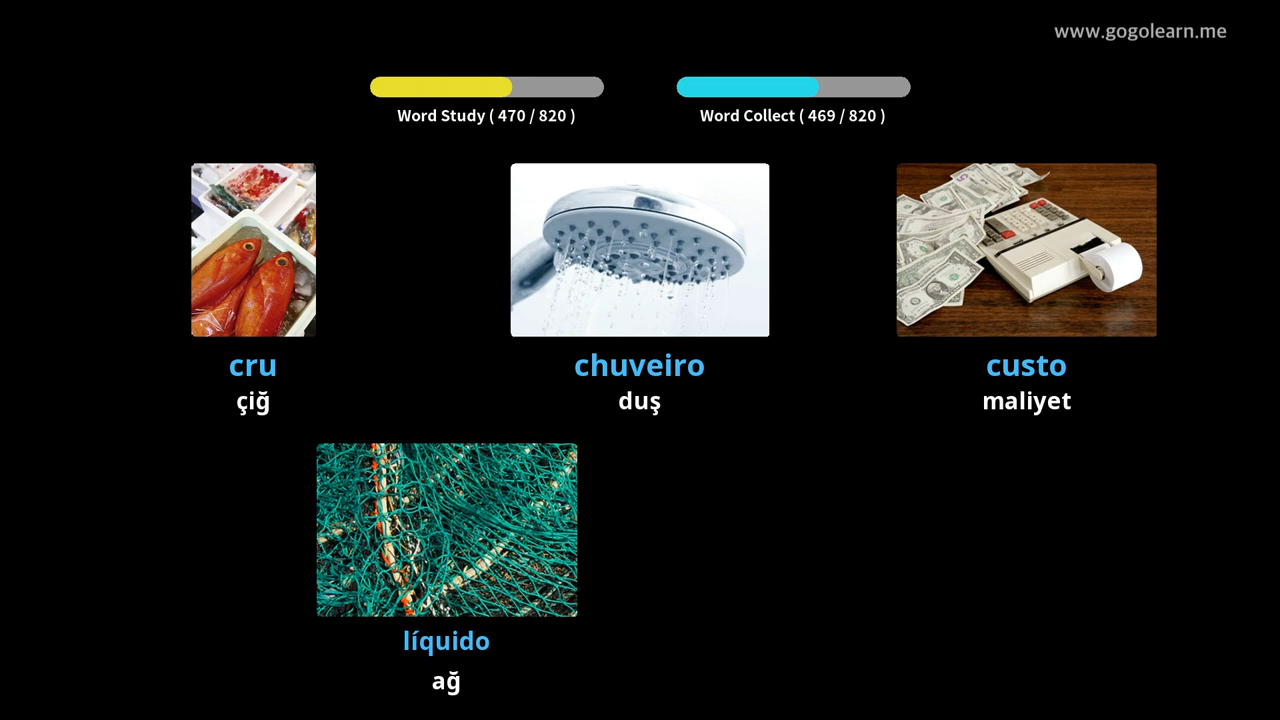 www.gogolearn.me
Word Study ( 470 / 820 )
Word Collect ( 469 / 820 )
cru
çiğ
chuveiro
duş
custo
maliyet
líquido
ağ